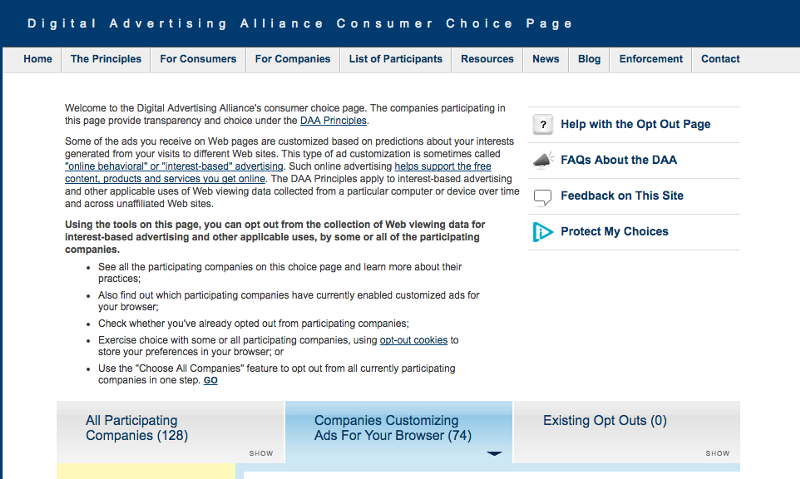 Digital Advertising Alliance Consumer Choice Page
Home The Principles For Consumers For Companies List of Participants Resources News Blog Enforcement Contact
Welcome to the Digital Advertising Alliance's consumer choice page. The companies participating in
this page provide transparency and choice under the DAA Principles.
Some of the ads you receive on Web pages are customized based on predictions about your interests
generated from your visits to different Web sites. This type of ad customization is sometimes called
"online behavioral" or "interest-based" advertising. Such online advertising helps support the free
content, products and services you get online. The DAA Principles apply to interest-based advertising
and other applicable uses of Web viewing data collected from a particular computer or device over time
and across unaffiliated Web sites.
Using the tools on this page, you can opt out from the collection of Web viewing data for
interest-based advertising and other applicable uses, by some or all of the participating
companies.
• See all the participating companies on this choice page and learn more about their
practices;
• Also find out which participating companies have currently enabled customized ads for
your browser;
• Check whether you've already opted out from participating companies;
• Exercise choice with some or all participating companies, using opt-out cookies to
store your preferences in your browser; or
• Use the "Choose All Companies" feature to opt out from all currently participating
companies in one step. GO
? Help with the Opt Out Page
FAQs About the DAA
Feedback on This Site
Protect My Choices
All Participating
Companies (128)
SHOW
Companies Customizing
Ads For Your Browser (74)
Existing Opt Outs (0)
SHOW